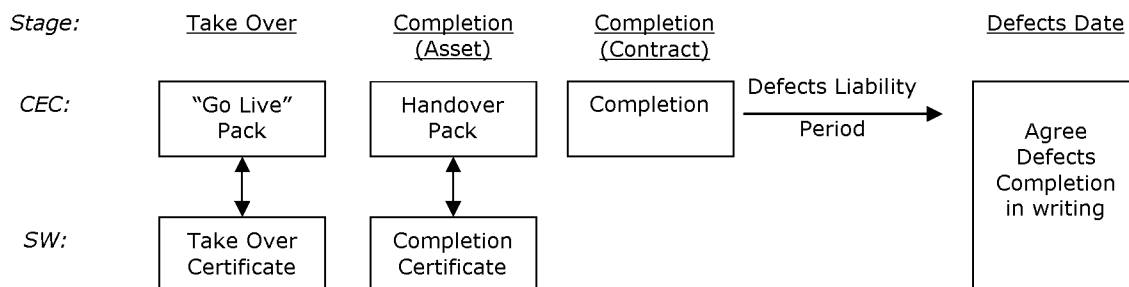 Stage:
Take Over
Completion
(Asset)
Completion
(Contract)
Defects Date
CEC:
“Go Live”
Pack
Handover
Pack
Completion
Defects Liability
Period
Agree
Defects
Completion
in writing
SW:
Take Over
Certificate
Completion
Certificate